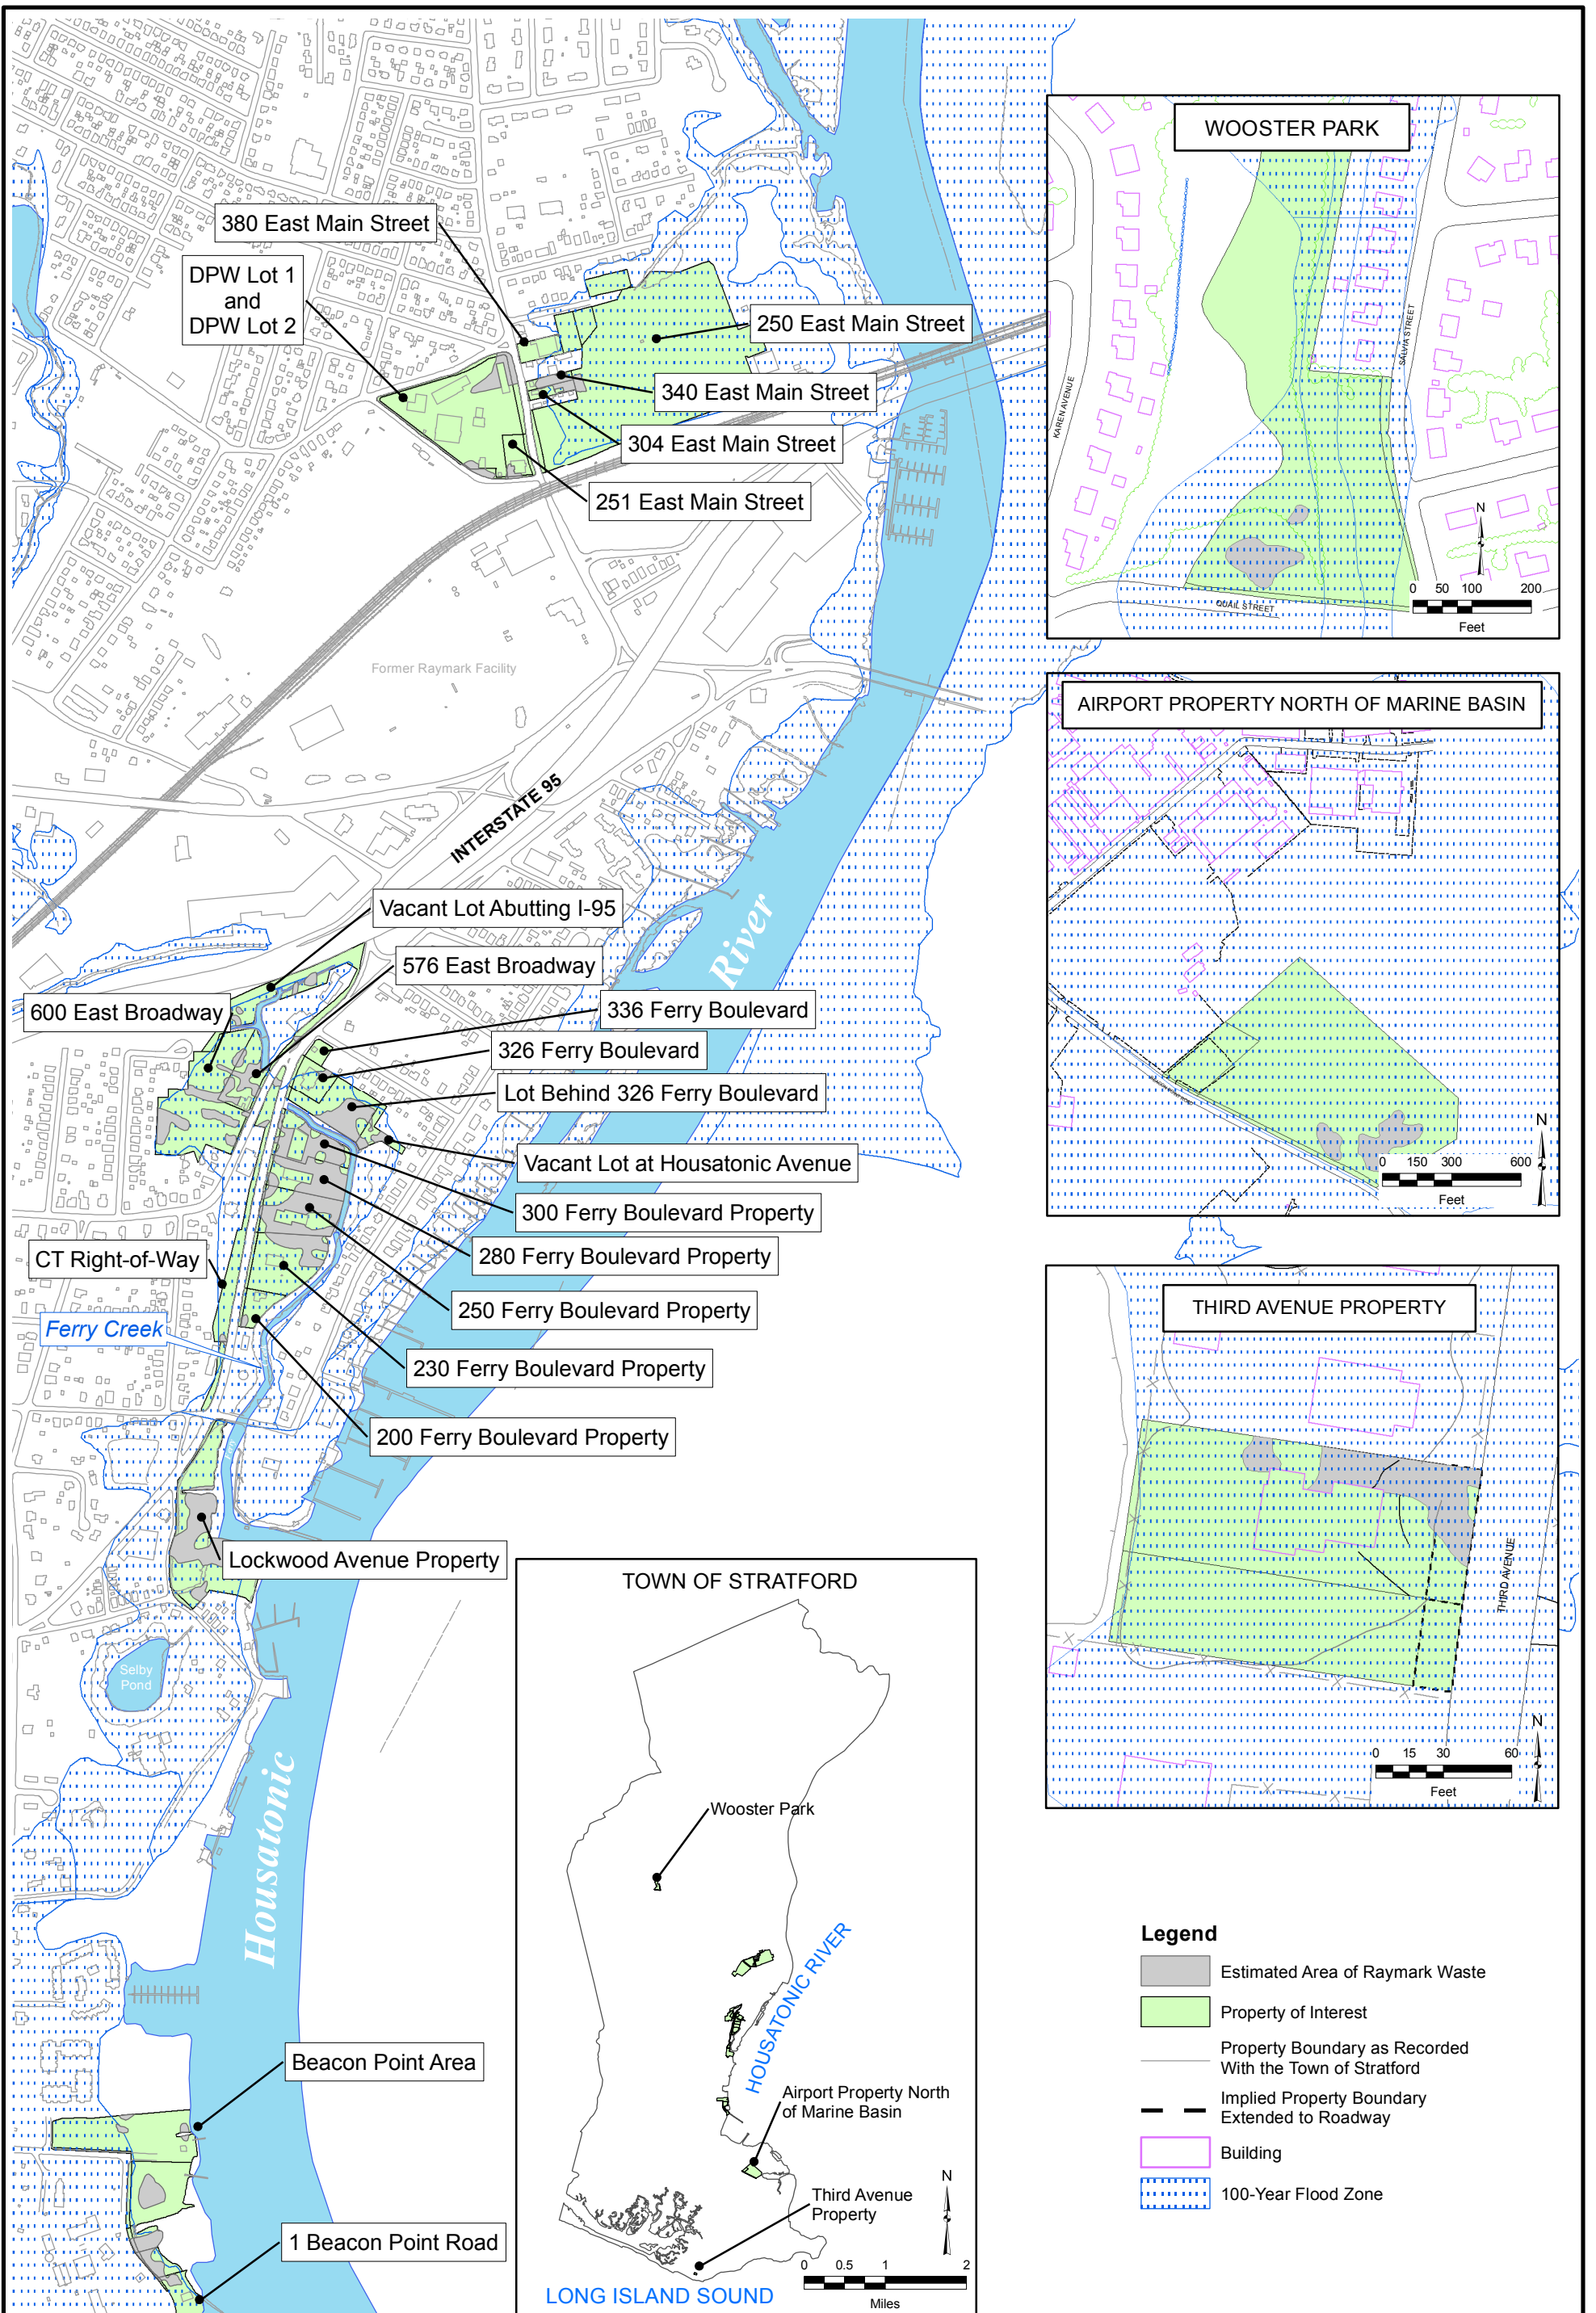 380 East Main Street
DPW Lot 1
and
DPW Lot 2
250 East Main Street
340 East Main Street
304 East Main Street
251 East Main Street
Former Raymark Facility
INTERSTATE 95
River
Vacant Lot Abutting I-95
576 East Broadway
600 East Broadway
336 Ferry Boulevard
326 Ferry Boulevard
Lot Behind 326 Ferry Boulevard
Vacant Lot at Housatonic Avenue
300 Ferry Boulevard Property
280 Ferry Boulevard Property
CT Right-of-Way
250 Ferry Boulevard Property
Ferry Creek
230 Ferry Boulevard Property
200 Ferry Boulevard Property
Lockwood Avenue Property
Selby
Pond
Housatonic
Beacon Point Area
1 Beacon Point Road
WOOSTER PARK
KAREN AVENUE
SALVIA STREET
QUAIL STREET
N
0 50 100 200
Feet
AIRPORT PROPERTY NORTH OF MARINE BASIN
N
0 150 300 600
Feet
THIRD AVENUE PROPERTY
THIRD AVENUE
N
0 15 30 60
Feet
TOWN OF STRATFORD
Wooster Park
HOUSATONIC RIVER
Airport Property North
of Marine Basin
Third Avenue
Property
N
0 0.5 1 2
Miles
LONG ISLAND SOUND
Legend
Estimated Area of Raymark Waste
Property of Interest
Property Boundary as Recorded
With the Town of Stratford
Implied Property Boundary
Extended to Roadway
Building
100-Year Flood Zone